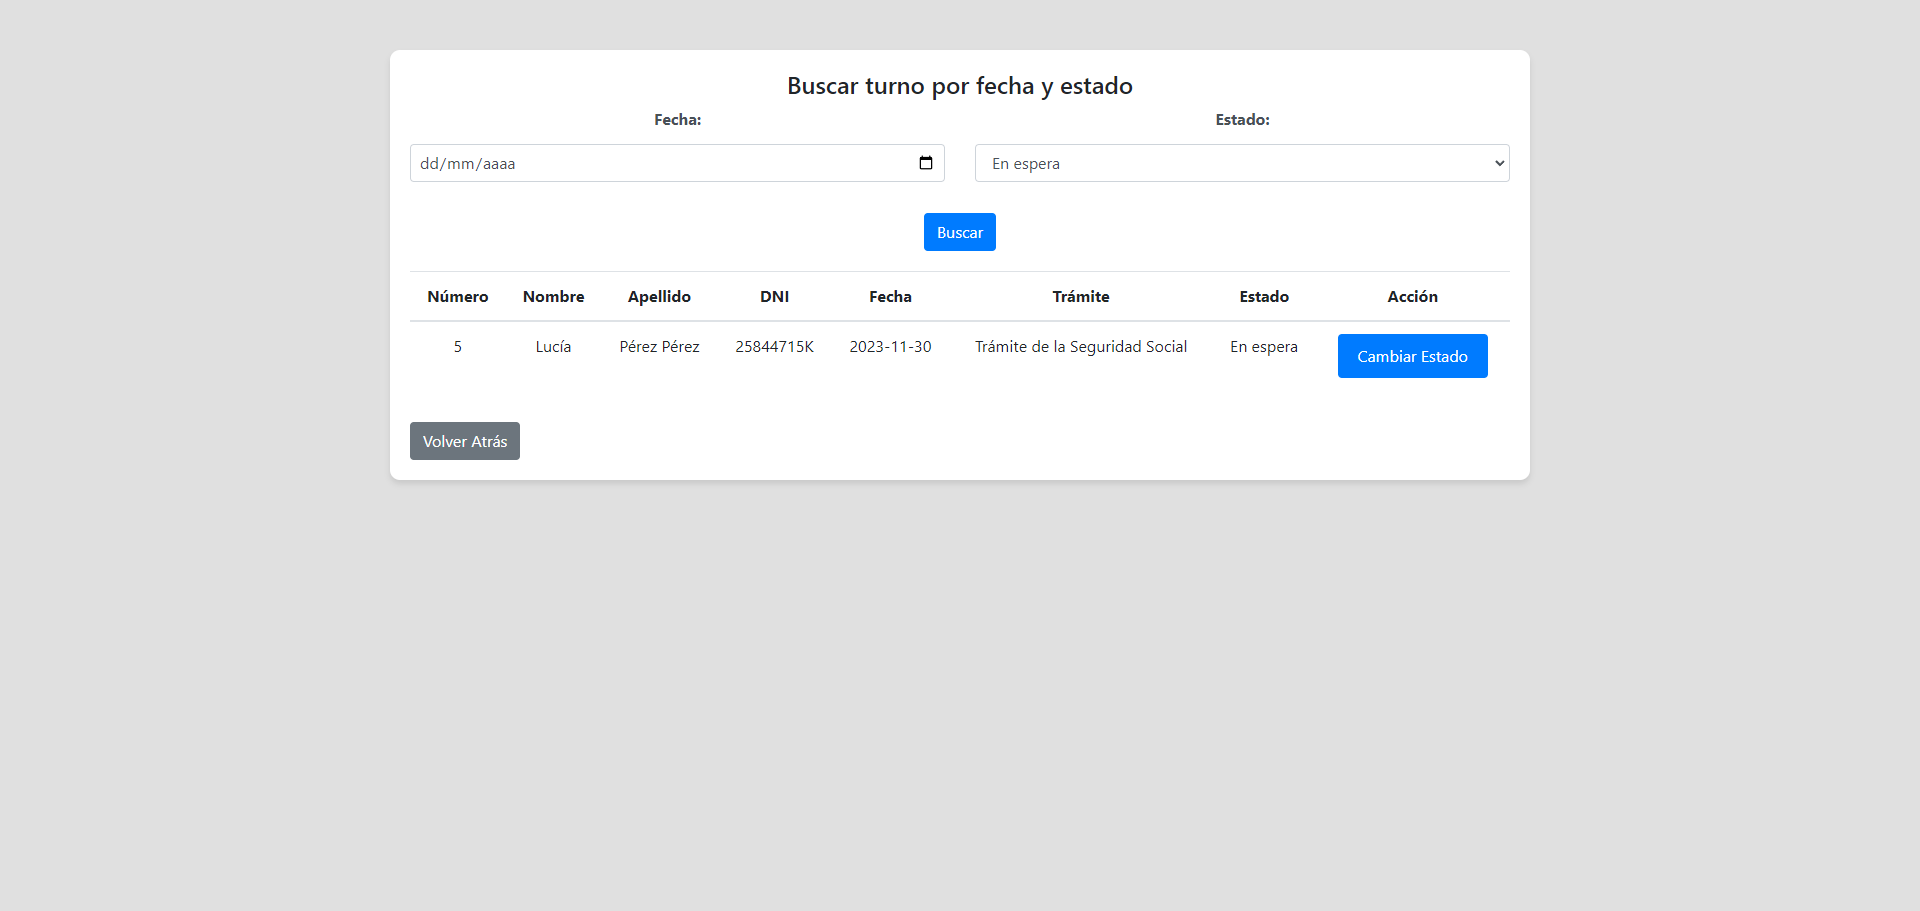 Buscar turno por fecha y estado
Fecha: Estado:
dd/mm/aaaa En espera
Buscar
Número Nombre Apellido DNI Fecha Trámite Estado Acción
5 Lucía Pérez Pérez 25844715K 2023-11-30 Trámite de la Seguridad Social En espera Cambiar Estado
Volver Atrás